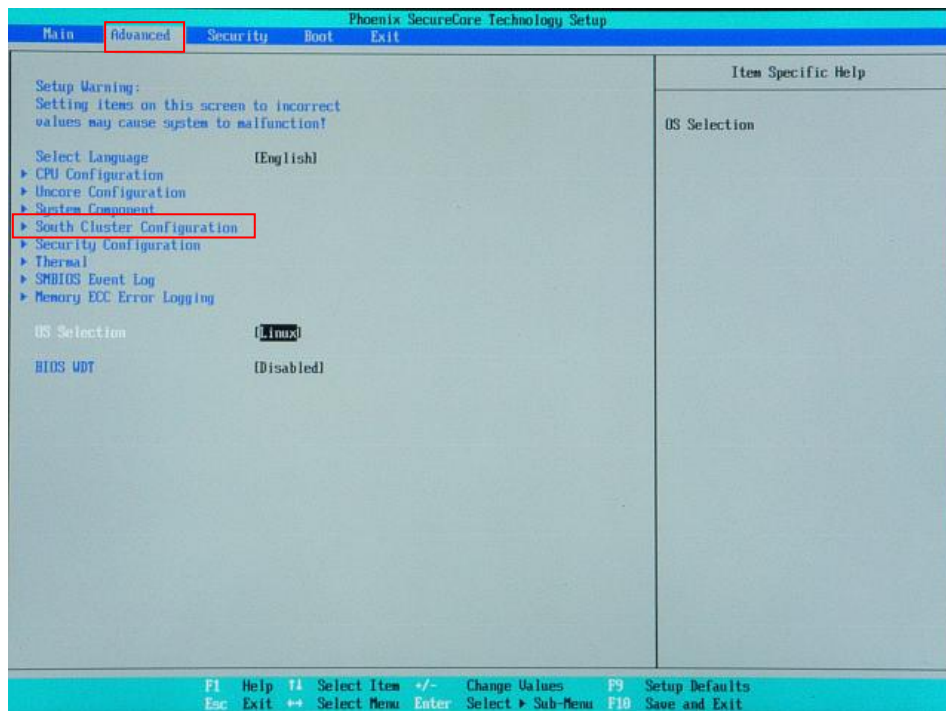 Phoenix SecureCore Technology Setup
Main Advanced Security Boot Exit
Item Specific Help
Setup Warning:
Setting items on this screen to incorrect
values may cause system to malfunction!
OS Selection
Select Language [English]
▶ CPU Configuration
▶ Uncore Configuration
▶ System Component
▶ South Cluster Configuration
▶ Security Configuration
▶ Thermal
▶ SMBIOS Event Log
▶ Memory ECC Error Logging
OS Selection [Linux]
BIOS WDT [Disabled]
F1 Help ↑↓ Select Item +/- Change Values F9 Setup Defaults
Esc Exit ↔ Select Menu Enter Select ▶ Sub-Menu F10 Save and Exit